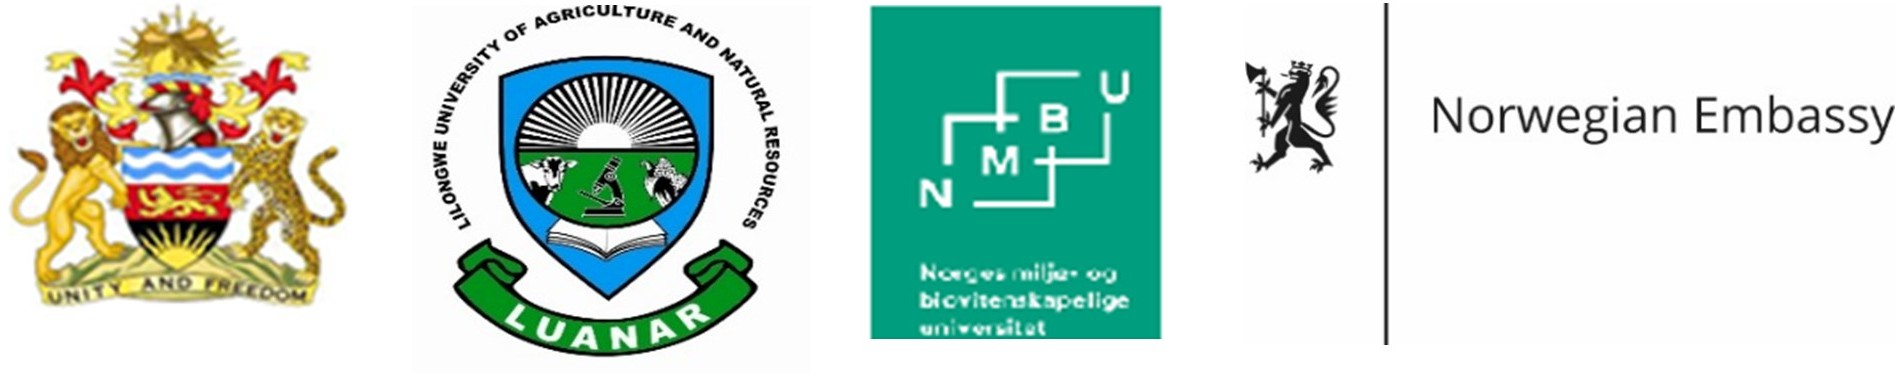 UNITY AND FREEDOM
LILONGWE UNIVERSITY OF AGRICULTURE AND NATURAL RESOURCES
LUANAR
N M B U
Norges miljø- og
biovitenskapelige
universitet
Norwegian Embassy